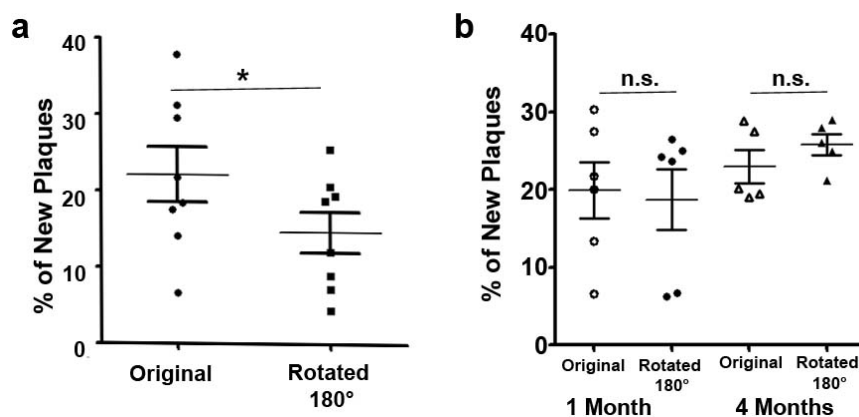 a
% of New Plaques
40
30
20
10
0
*
Original
Rotated
180°
b
% of New Plaques
40
30
20
10
0
n.s.
n.s.
Original
Rotated
180°
Original
Rotated
180°
1 Month
4 Months